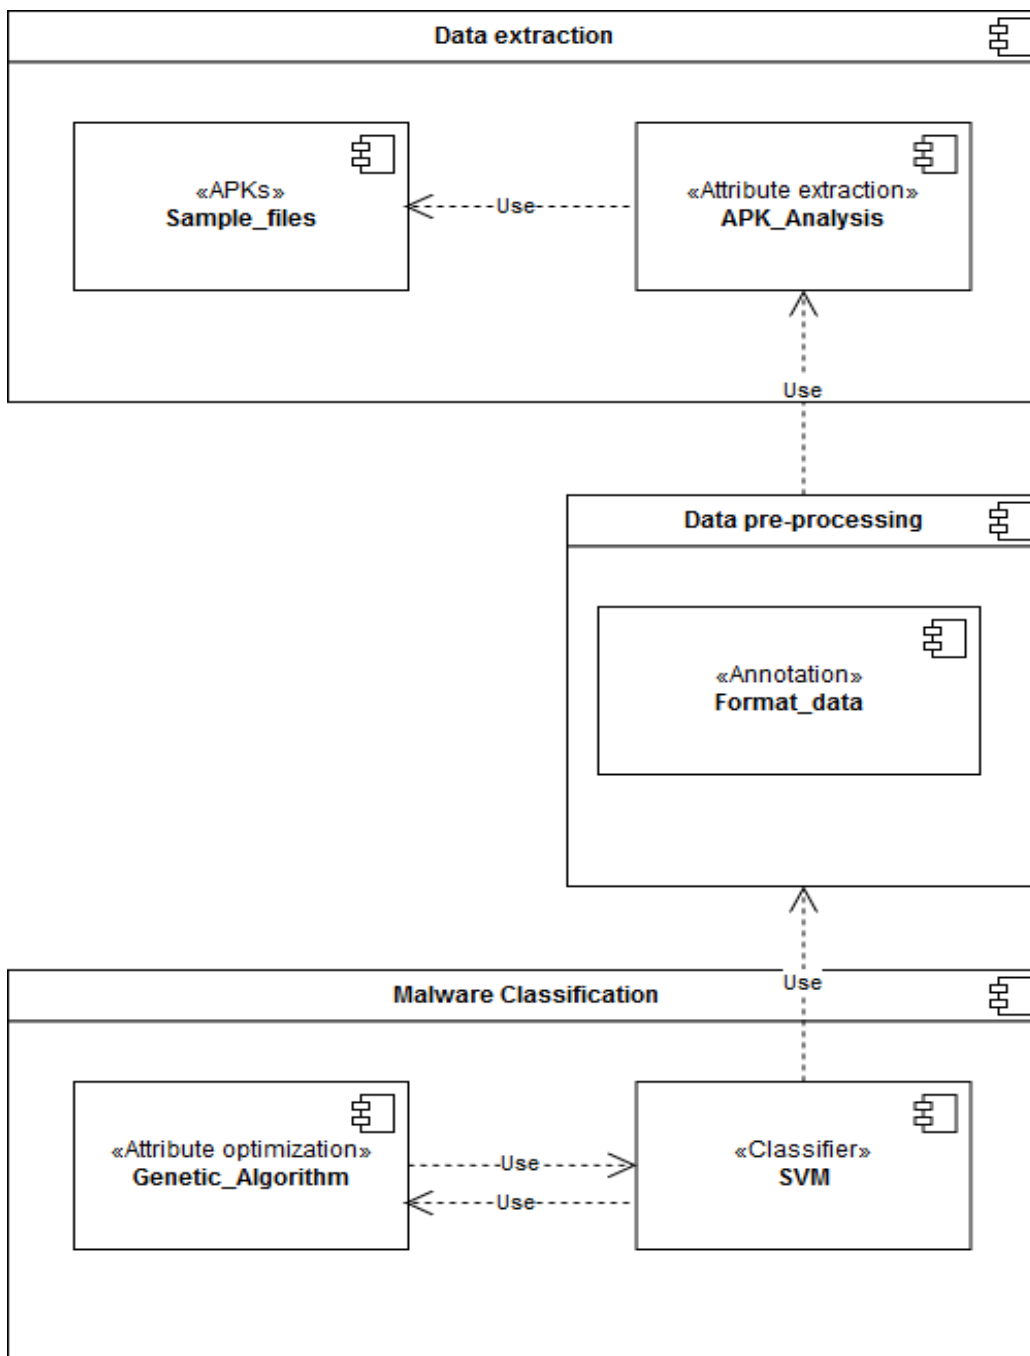 Data extraction
«APKs»
Sample_files
Use
«Attribute extraction»
APK_Analysis
Use
Data pre-processing
«Annotation»
Format_data
Use
Malware Classification
«Attribute optimization»
Genetic_Algorithm
Use
Use
«Classifier»
SVM